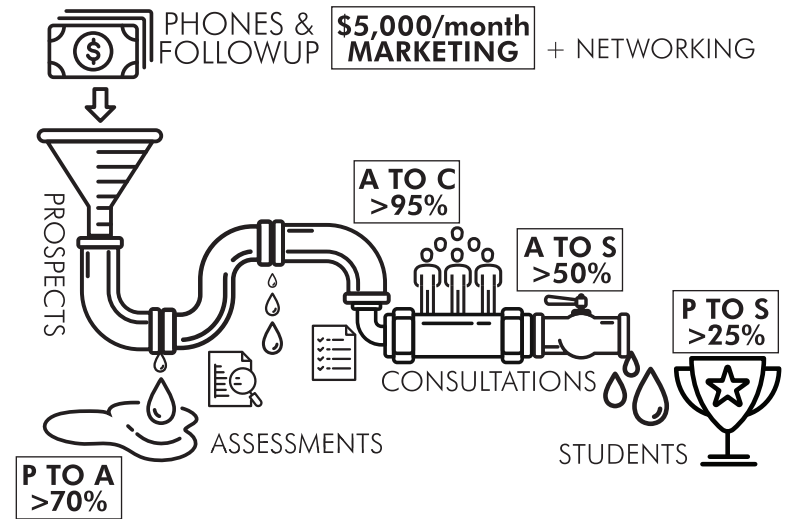 PHONES &
FOLLOWUP
$5,000/month
MARKETING
+ NETWORKING
PROSPECTS
A TO C
>95%
A TO S
>50%
P TO S
>25%
CONSULTATIONS
ASSESSMENTS
STUDENTS
P TO A
>70%